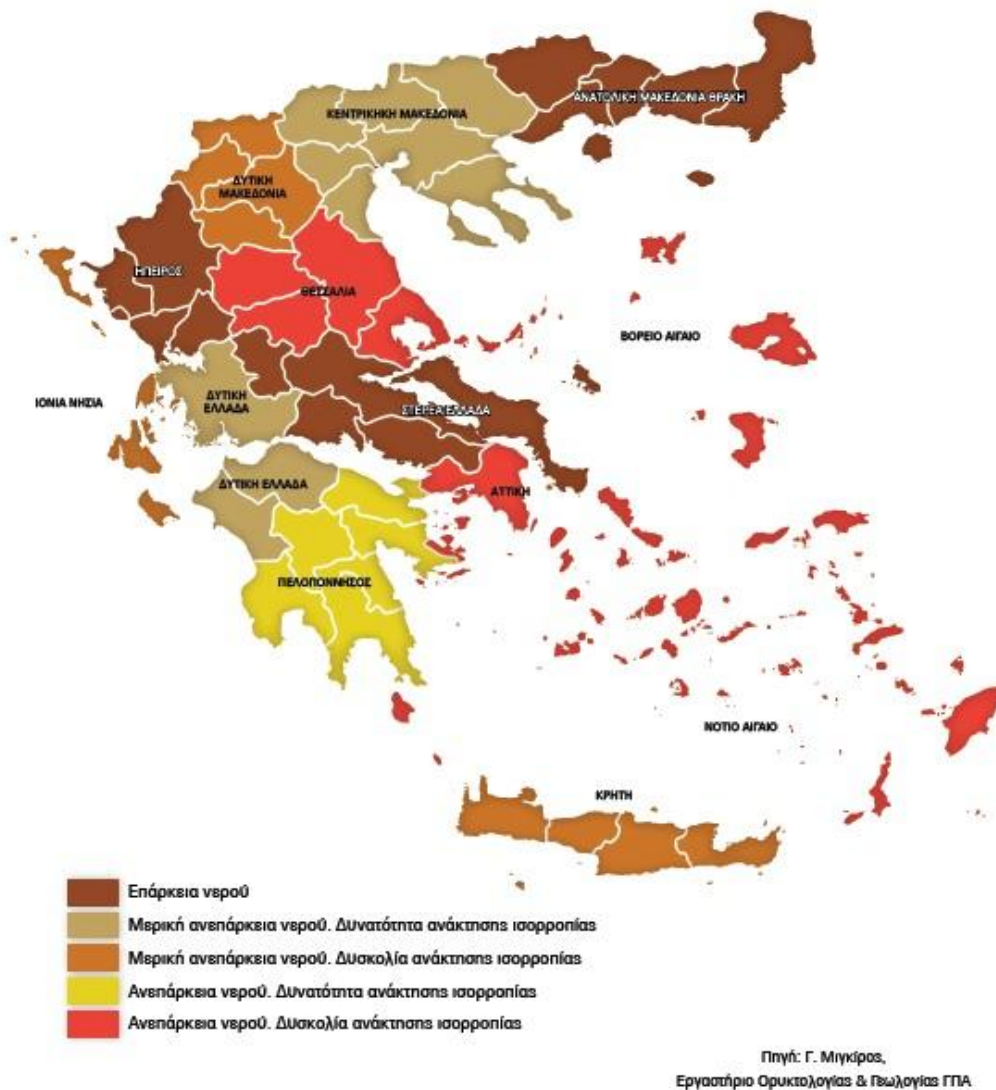 ΑΝΑΤΟΛΙΚΗ ΜΑΚΕΔΟΝΙΑ ΘΡΑΚΗ
ΚΕΝΤΡΙΚΗΚΗ ΜΑΚΕΔΟΝΙΑ
ΔΥΤΙΚΗ
ΜΑΚΕΔΟΝΙΑ
ΗΠΕΙΡΟΣ
ΘΕΣΣΑΛΙΑ
ΒΟΡΕΙΟ ΑΙΓΑΙΟ
ΙΟΝΙΑ ΝΗΣΙΑ
ΔΥΤΙΚΗ
ΕΛΛΑΔΑ
ΣΤΕΡΕΑ ΕΛΛΑΔΑ
ΔΥΤΙΚΗ ΕΛΛΑΔΑ
ΑΤΤΙΚΗ
ΠΕΛΟΠΟΝΝΗΣΟΣ
ΝΟΤΙΟ ΑΙΓΑΙΟ
ΚΡΗΤΗ
Επάρκεια νερού
Μερική ανεπάρκεια νερού. Δυνατότητα ανάκτησης ισορροπίας
Μερική ανεπάρκεια νερού. Δυσκολία ανάκτησης ισορροπίας
Ανεπάρκεια νερού. Δυνατότητα ανάκτησης ισορροπίας
Ανεπάρκεια νερού. Δυσκολία ανάκτησης ισορροπίας
Πηγή: Γ. Μιγκίρος,
Εργαστήριο Ορυκτολογίας & Γεωλογίας ΓΠΑ